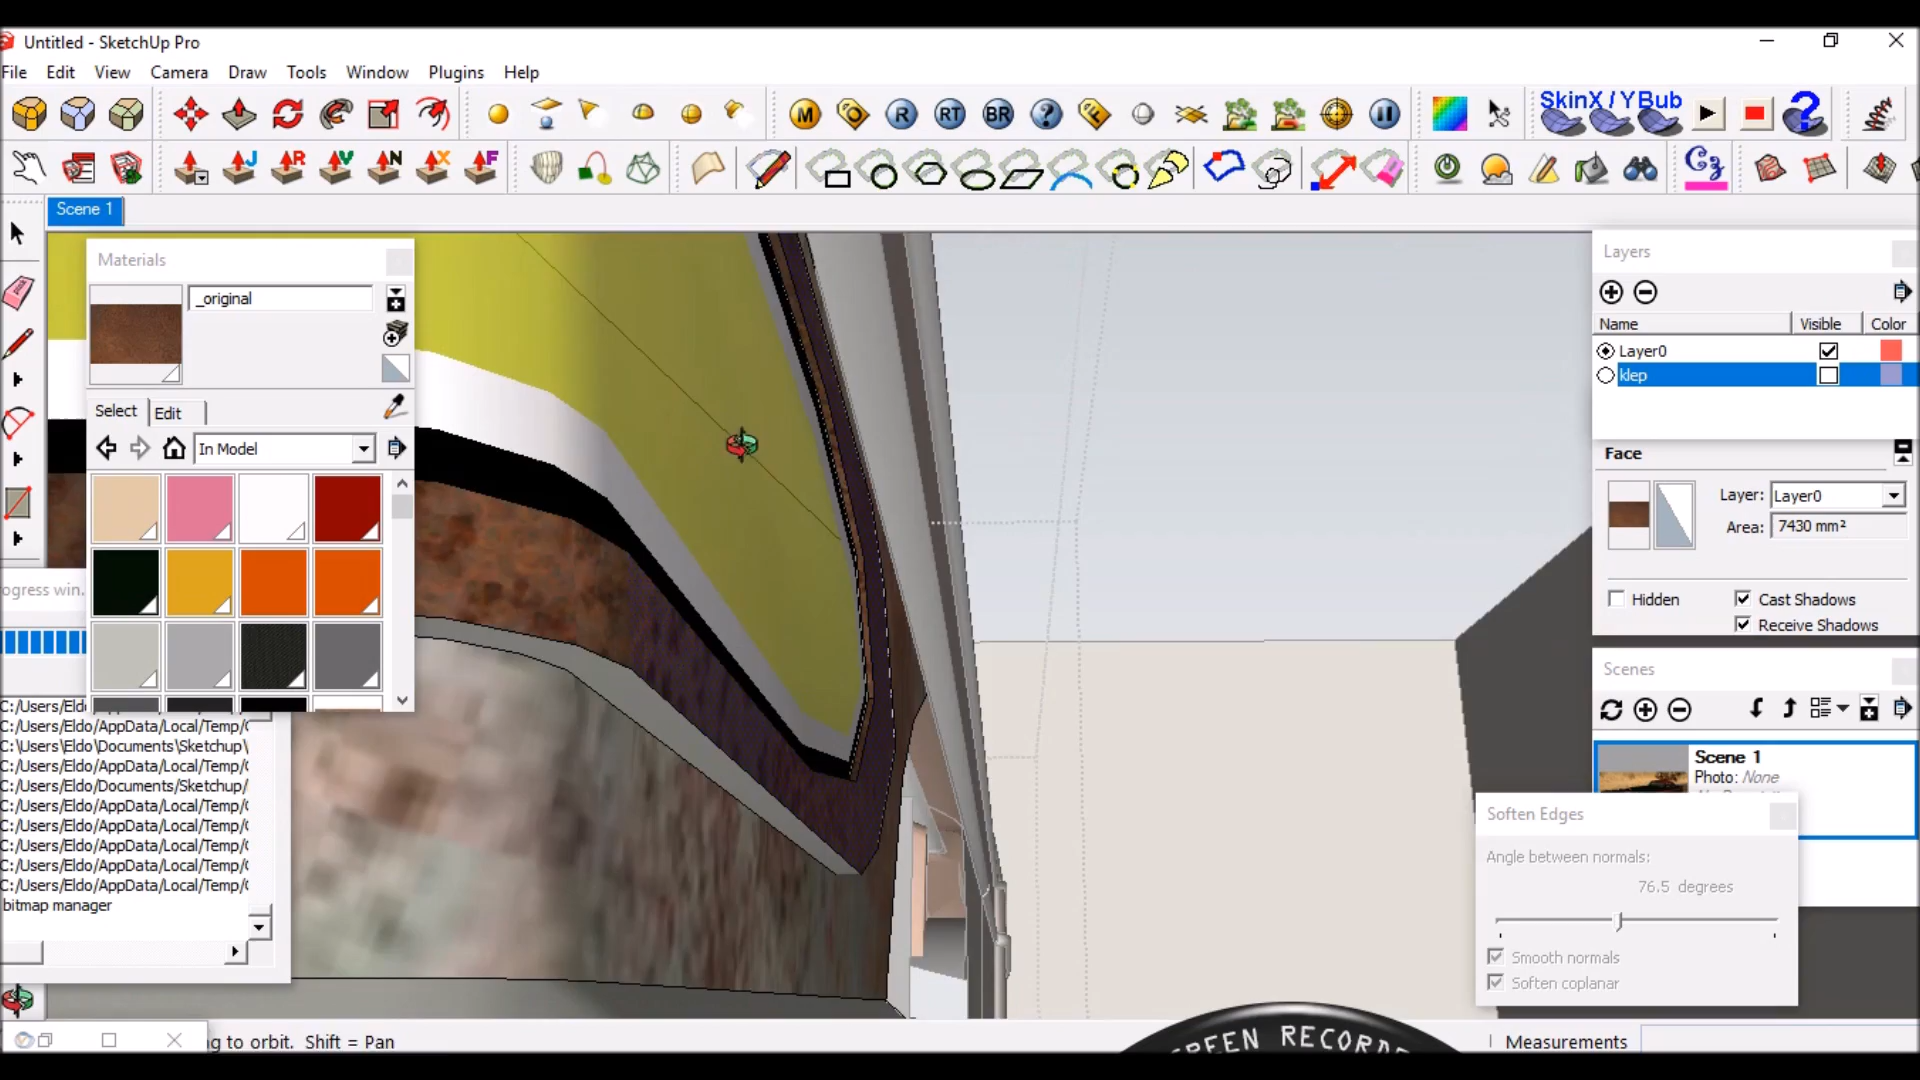 Untitled - SketchUp Pro
File Edit View Camera Draw Tools Window Plugins Help
M R RT BR ? SkinX / YBub ?
J R V N X F
Scene 1
Materials
_original
Select Edit
In Model
ogress win.
C:/Users/Eldo/AppData/Local/Temp/
C:\Users\Eldo\Documents\Sketchup\
C:/Users/Eldo/AppData/Local/Temp/
C:/Users/Eldo/Documents/Sketchup/
C:/Users/Eldo/AppData/Local/Temp/
C:/Users/Eldo/AppData/Local/Temp/
C:/Users/Eldo/AppData/Local/Temp/
C:/Users/Eldo/AppData/Local/Temp/
C:/Users/Eldo/AppData/Local/Temp/
bitmap manager
g to orbit. Shift = Pan
Layers
Name Visible Color
Layer0
klep
Face
Layer: Layer0
Area: 7430 mm²
Hidden Cast Shadows
Receive Shadows
Scenes
Scene 1
Photo: None
Soften Edges
Angle between normals:
76.5 degrees
Smooth normals
Soften coplanar
Measurements